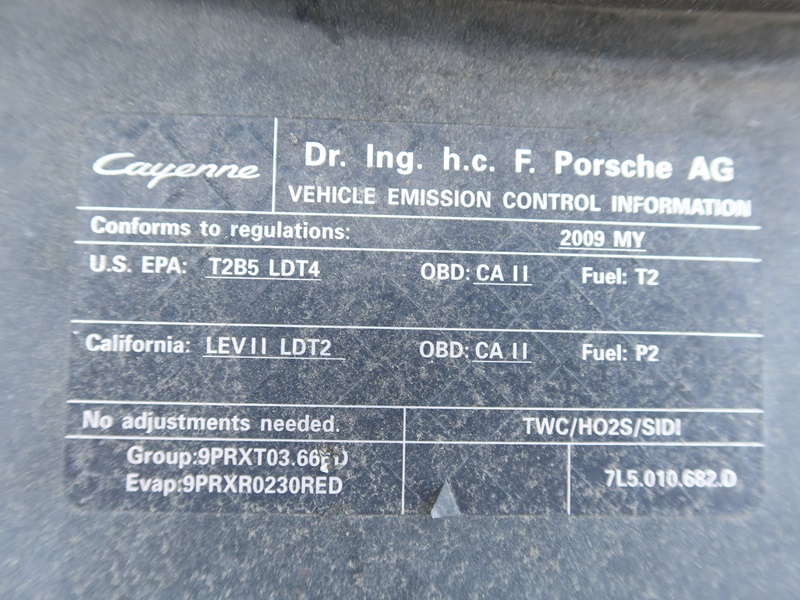 Cayenne
Dr. Ing. h.c. F. Porsche AG
VEHICLE EMISSION CONTROL INFORMATION
Conforms to regulations: 2009 MY
U.S. EPA: T2B5 LDT4 OBD: CA II Fuel: T2
California: LEVII LDT2 OBD: CA II Fuel: P2
No adjustments needed. TWC/HO2S/SIDI
Group:
Evap:9PRXR0230RED
7L5.010.682.D